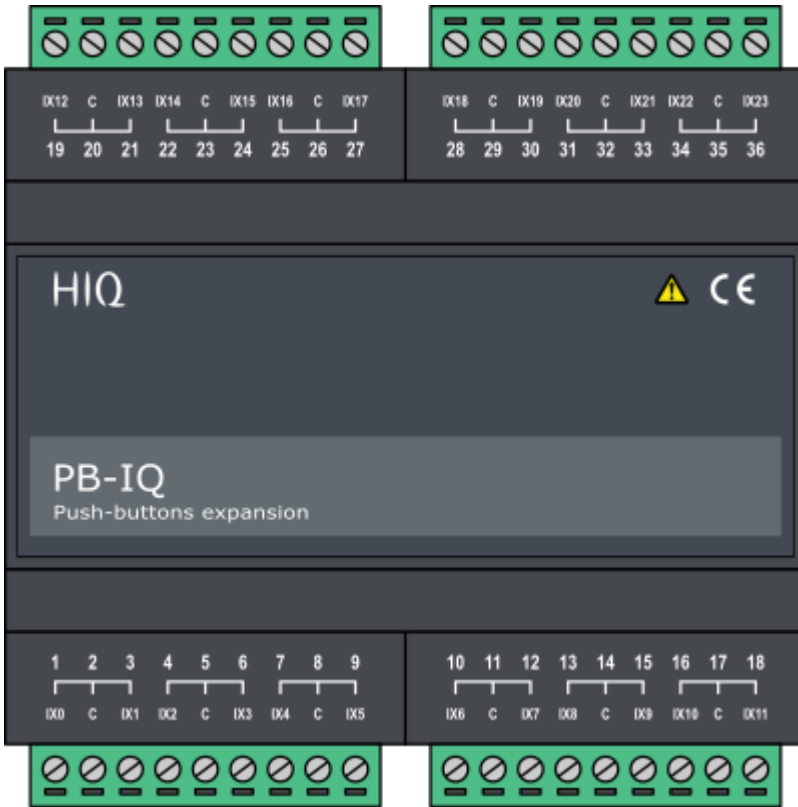 IX12 C IX13 IX14 C IX15 IX16 C IX17 IX18 C IX19 IX20 C IX21 IX22 C IX23
19 20 21 22 23 24 25 26 27 28 29 30 31 32 33 34 35 36
HIQ CE
PB-IQ
Push-buttons expansion
1 2 3 4 5 6 7 8 9 10 11 12 13 14 15 16 17 18
IX0 C IX1 IX2 C IX3 IX4 C IX5 IX6 C IX7 IX8 C IX9 IX10 C IX11